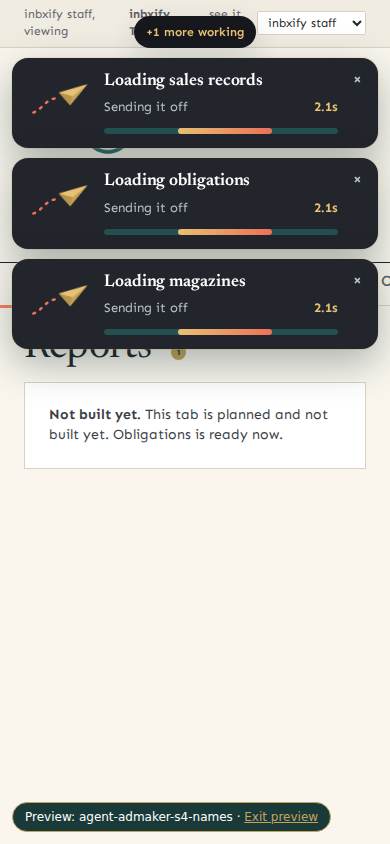 inbxify staff,
viewing
inbxify
see it
inbxify staff
+1 more working
Loading sales records
×
Sending it off
2.1s
Loading obligations
×
Sending it off
2.1s
Loading magazines
×
Sending it off
2.1s
Reports
Not built yet. This tab is planned and not
built yet. Obligations is ready now.
Preview: agent-admaker-s4-names · Exit preview